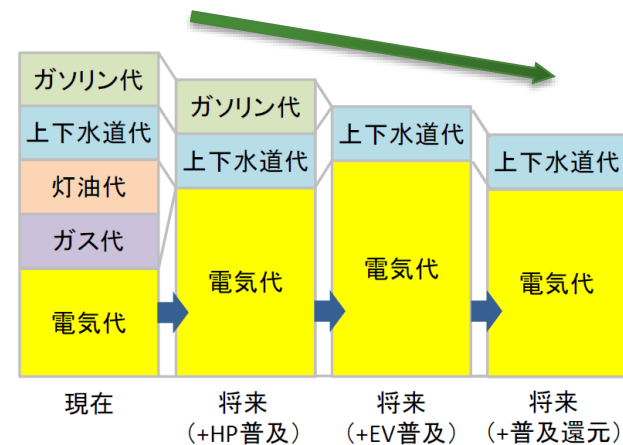 ガソリン代
上下水道代
灯油代
ガス代
電気代
現在
ガソリン代
上下水道代
電気代
将来
(+HP普及)
上下水道代
電気代
将来
(+EV普及)
上下水道代
電気代
将来
(+普及還元)